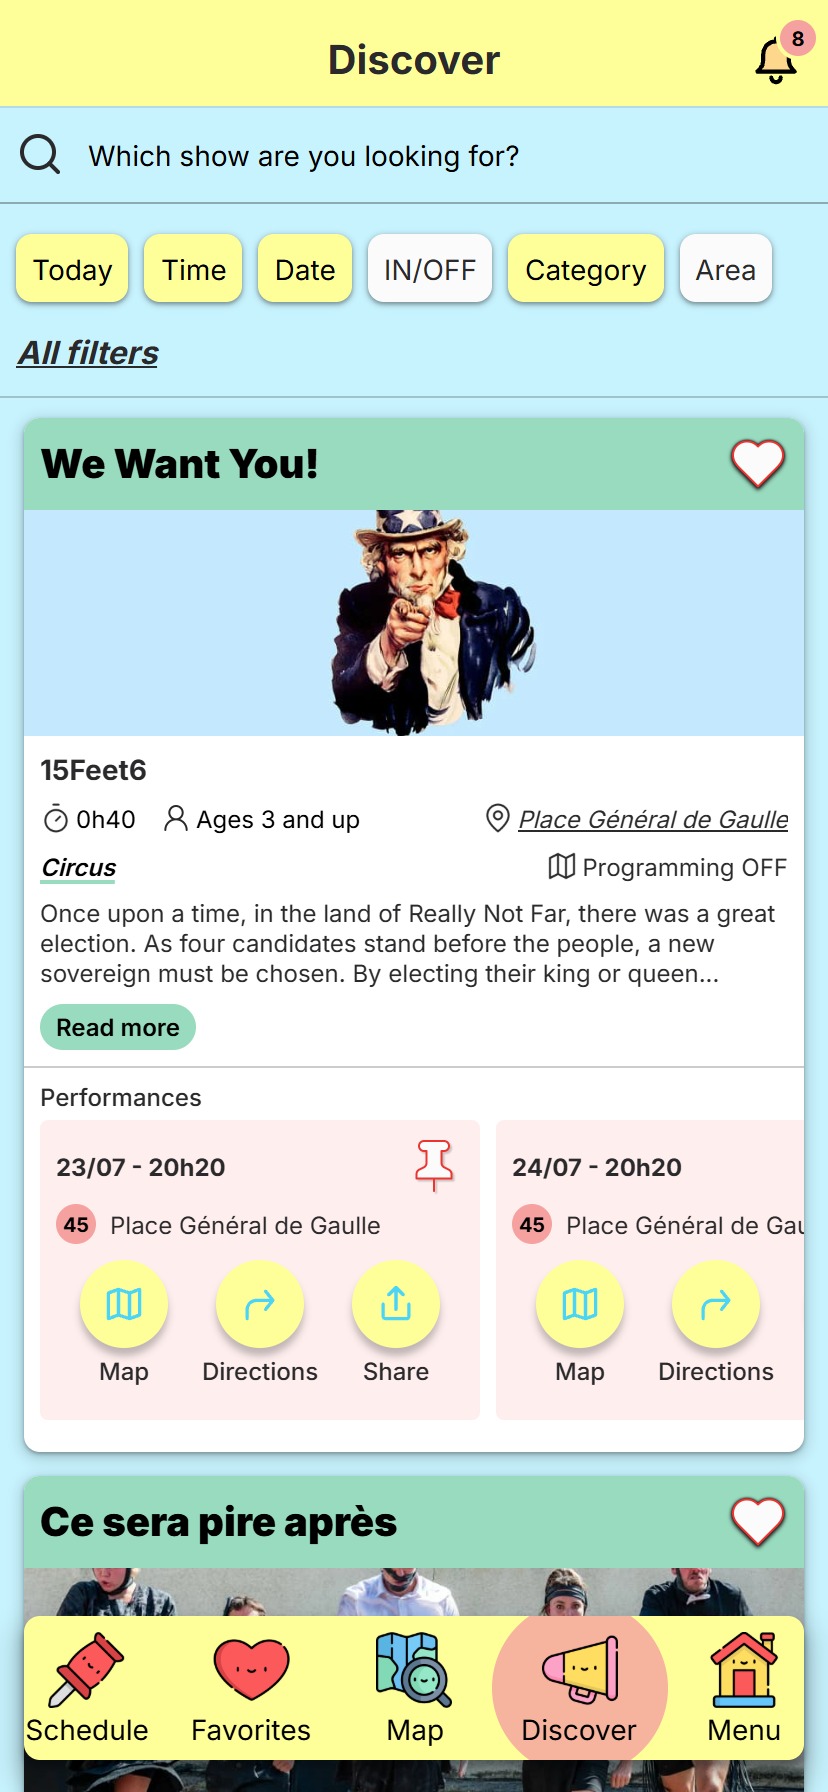 Discover
8
Which show are you looking for?
Today
Time
Date
IN/OFF
Category
Area
All filters
We Want You!
15Feet6
0h40
Ages 3 and up
Place Général de Gaulle
Circus
Programming OFF
Once upon a time, in the land of Really Not Far, there was a great
election. As four candidates stand before the people, a new
sovereign must be chosen. By electing their king or queen...
Read more
Performances
23/07 - 20h20
45 Place Général de Gaulle
Map
Directions
Share
24/07 - 20h20
45 Place Général de Gau
Map
Directions
Ce sera pire après
Schedule
Favorites
Map
Discover
Menu